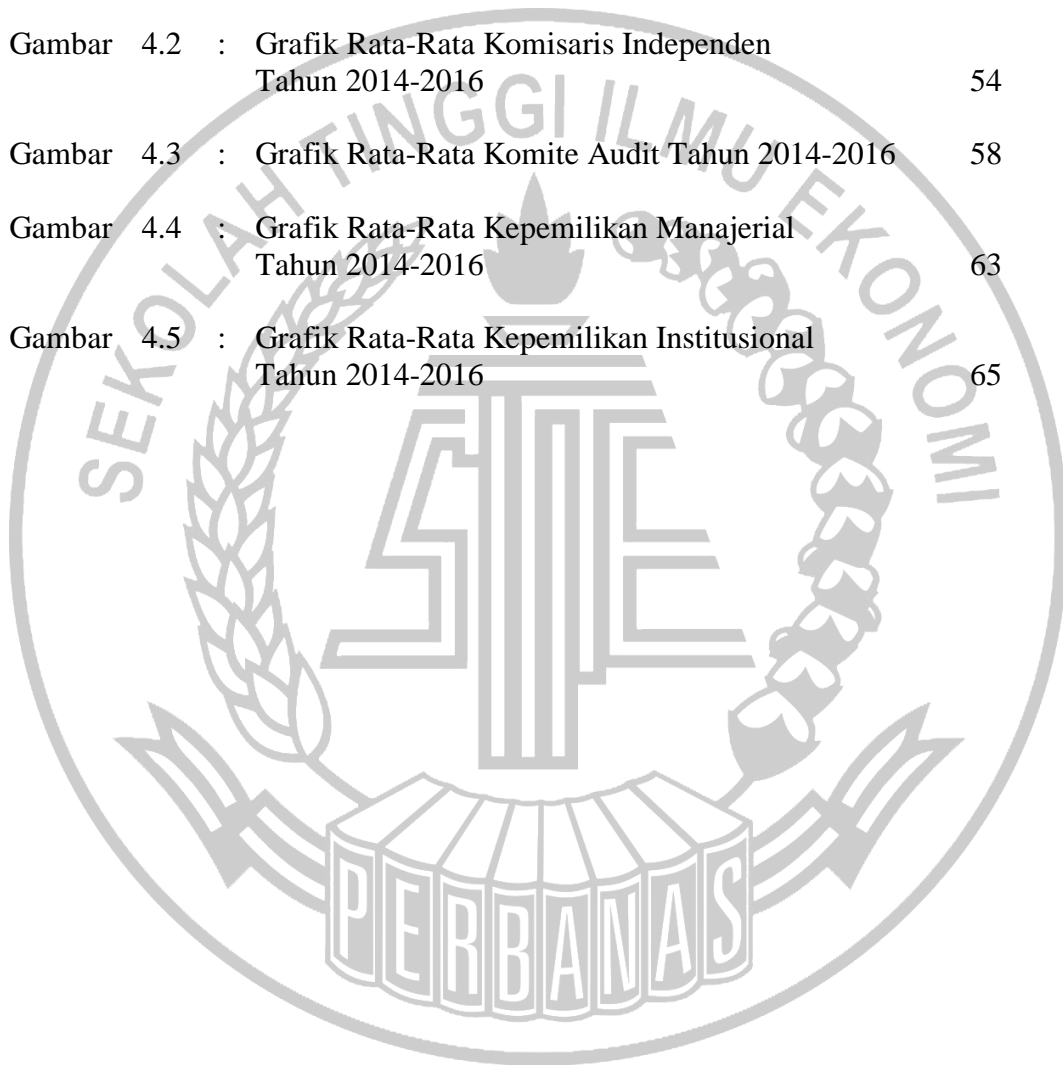 Gambar 4.2 : Grafik Rata-Rata Komisaris Independen
Tahun 2014-2016 54
Gambar 4.3 : Grafik Rata-Rata Komite Audit Tahun 2014-2016 58
Gambar 4.4 : Grafik Rata-Rata Kepemilikan Manajerial
Tahun 2014-2016 63
Gambar 4.5 : Grafik Rata-Rata Kepemilikan Institusional
Tahun 2014-2016 65
SEKOLAH TINGGI ILMU EKONOMI
STIE
PERBANAS